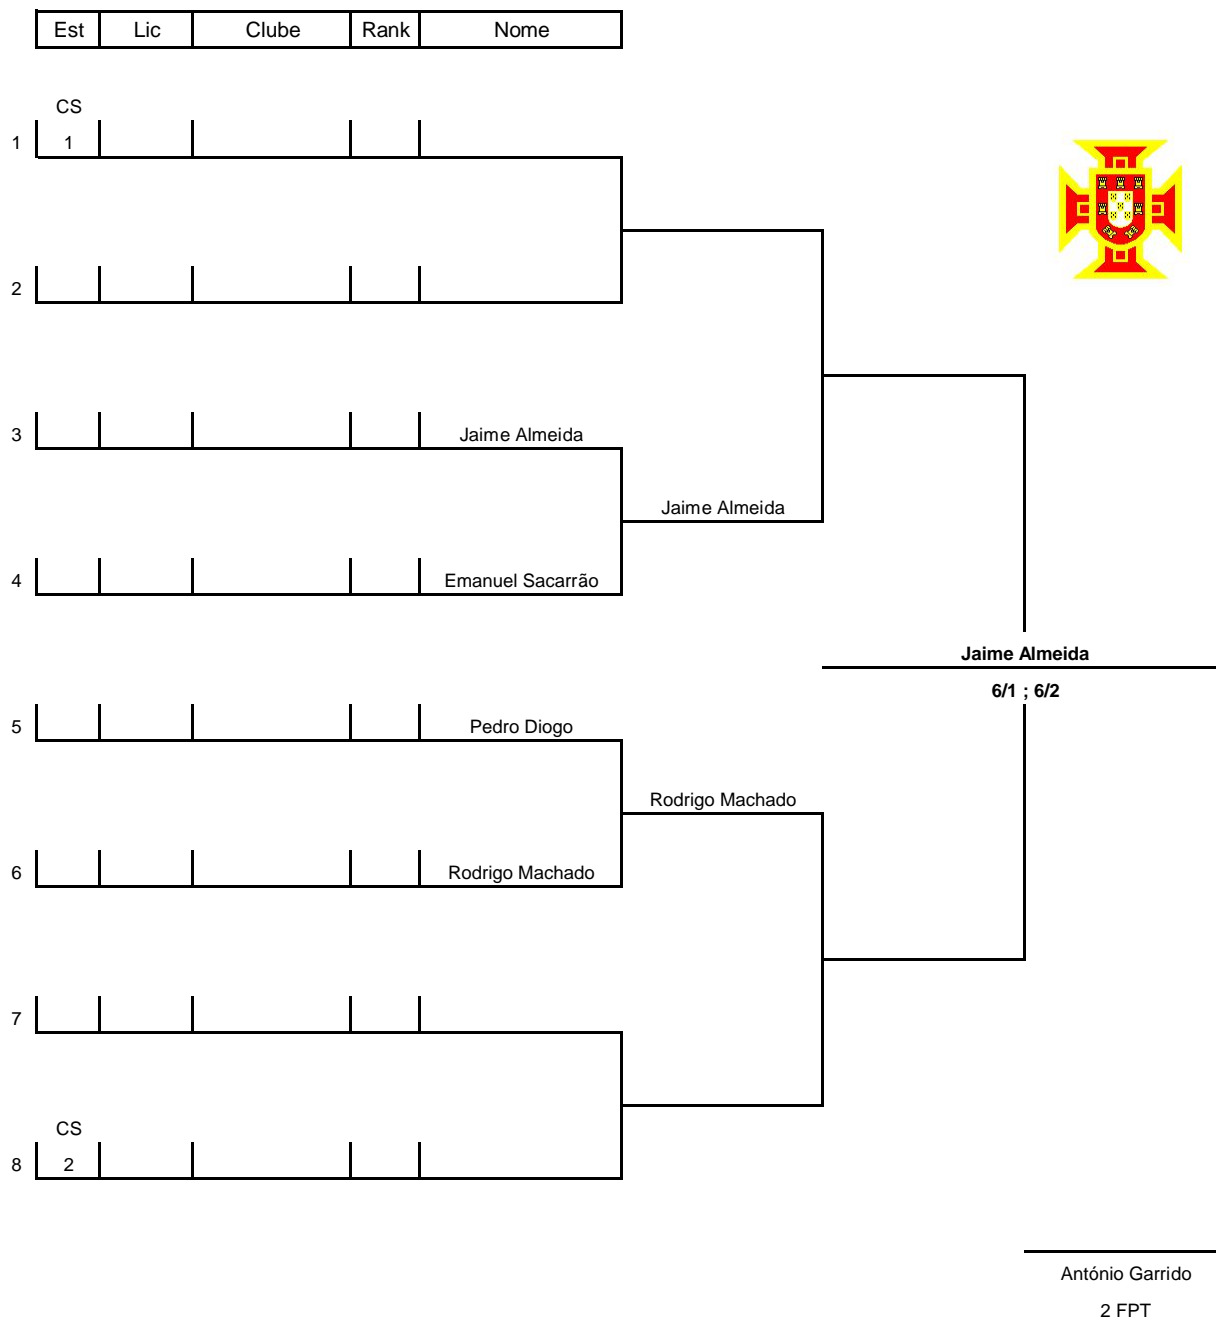 Est Lic Clube Rank Nome
CS
1 1
2
3 Jaime Almeida
Jaime Almeida
4 Emanuel Sacarrão
Jaime Almeida
6/1 ; 6/2
5 Pedro Diogo
Rodrigo Machado
6 Rodrigo Machado
7
CS
8 2
António Garrido
2 FPT